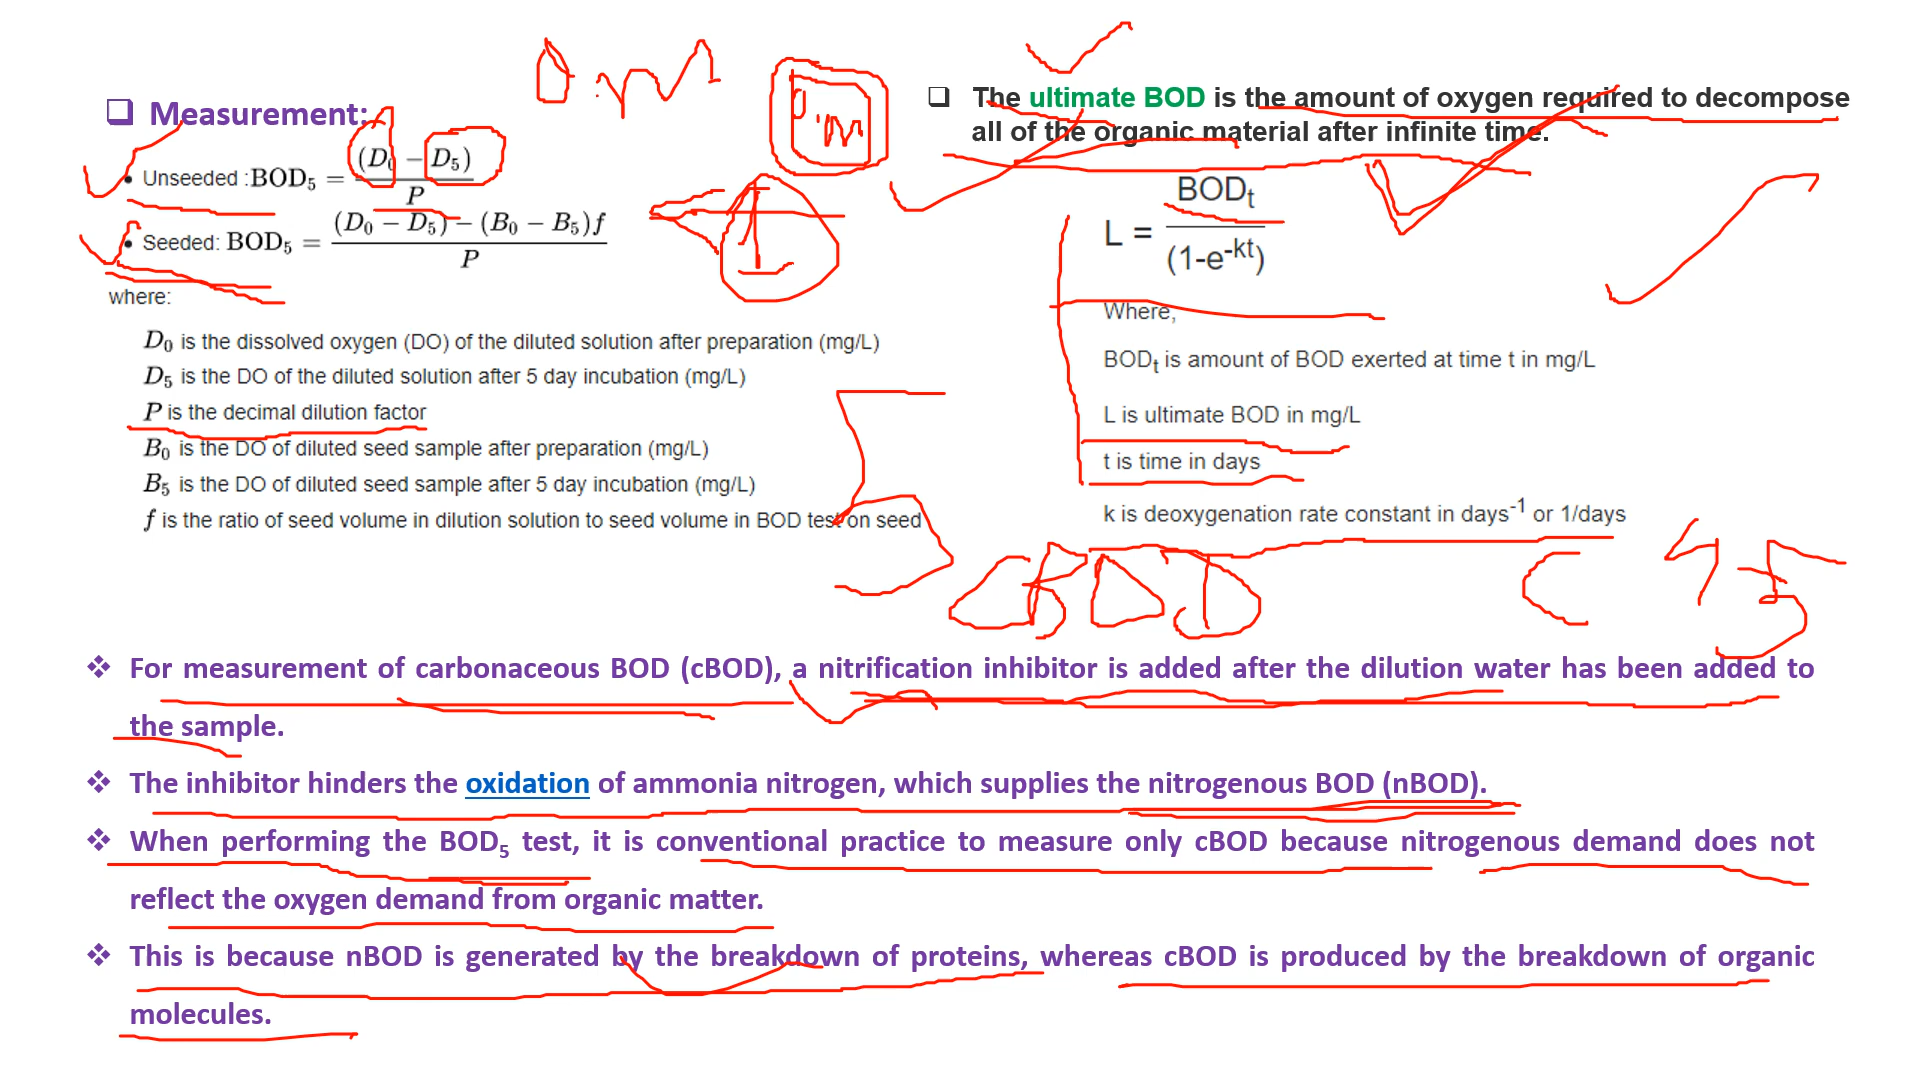 ❑ Measurement:
• Unseeded :BOD₅ = (D₀ − D₅) / P
• Seeded: BOD₅ = ((D₀ − D₅) − (B₀ − B₅)f) / P
where:
D₀ is the dissolved oxygen (DO) of the diluted solution after preparation (mg/L)
D₅ is the DO of the diluted solution after 5 day incubation (mg/L)
P is the decimal dilution factor
B₀ is the DO of diluted seed sample after preparation (mg/L)
B₅ is the DO of diluted seed sample after 5 day incubation (mg/L)
f is the ratio of seed volume in dilution solution to seed volume in BOD test on seed
❑ The ultimate BOD is the amount of oxygen required to decompose
all of the organic material after infinite time.
L = BODₜ / (1-e⁻ᵏᵗ)
Where,
BODₜ is amount of BOD exerted at time t in mg/L
L is ultimate BOD in mg/L
t is time in days
k is deoxygenation rate constant in days⁻¹ or 1/days
CBOD
❖ For measurement of carbonaceous BOD (cBOD), a nitrification inhibitor is added after the dilution water has been added to
the sample.
❖ The inhibitor hinders the oxidation of ammonia nitrogen, which supplies the nitrogenous BOD (nBOD).
❖ When performing the BOD₅ test, it is conventional practice to measure only cBOD because nitrogenous demand does not
reflect the oxygen demand from organic matter.
❖ This is because nBOD is generated by the breakdown of proteins, whereas cBOD is produced by the breakdown of organic
molecules.